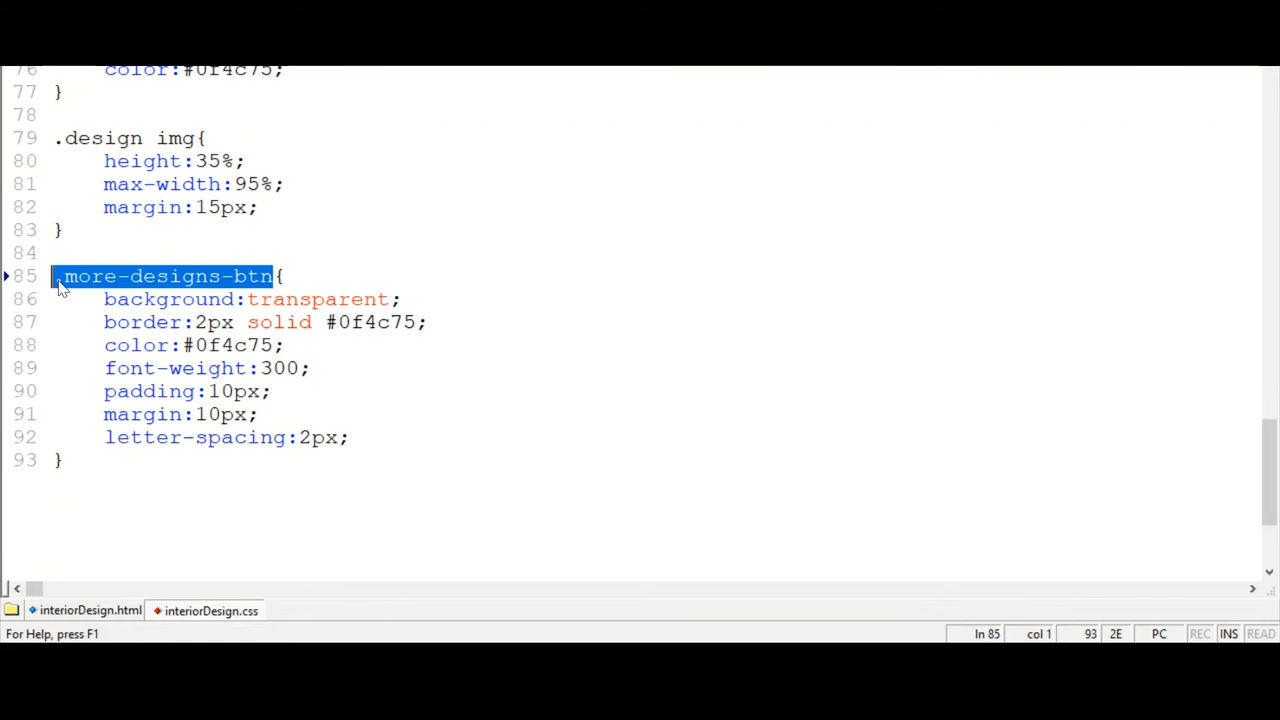 76 color:#0f4c75;
77 }
78
79 .design img{
80 height:35%;
81 max-width:95%;
82 margin:15px;
83 }
84
85 .more-designs-btn{
86 background:transparent;
87 border:2px solid #0f4c75;
88 color:#0f4c75;
89 font-weight:300;
90 padding:10px;
91 margin:10px;
92 letter-spacing:2px;
93 }
interiorDesign.html interiorDesign.css
For Help, press F1 ln 85 col 1 93 2E PC REC INS READ